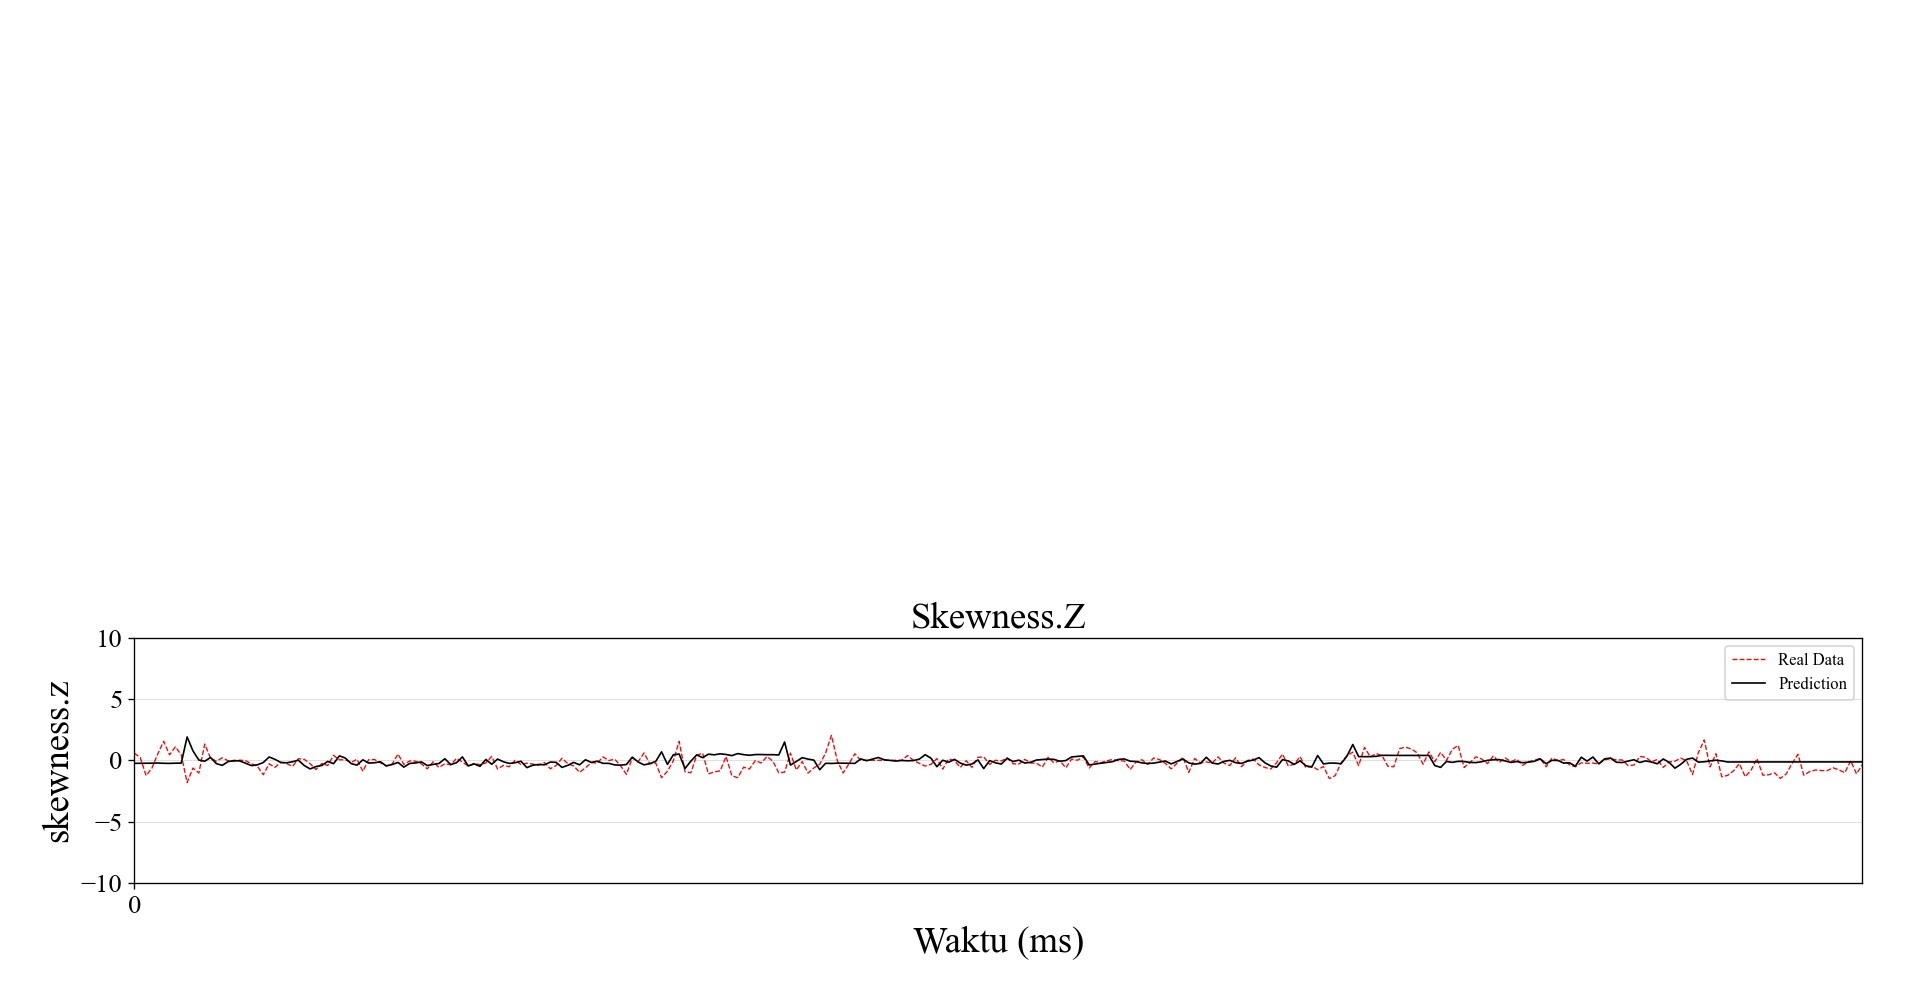 Skewness.Z
10
5
0
−5
−10
skewness.z
Real Data
Prediction
0
Waktu (ms)